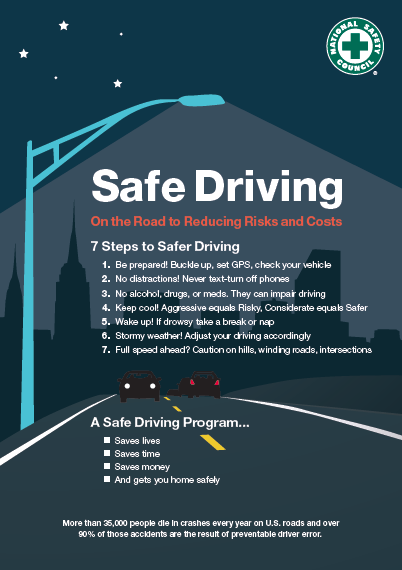 NATIONAL SAFETY
COUNCIL
®
Safe Driving
On the Road to Reducing Risks and Costs
7 Steps to Safer Driving
1. Be prepared! Buckle up, set GPS, check your vehicle
2. No distractions! Never text-turn off phones
3. No alcohol, drugs, or meds. They can impair driving
4. Keep cool! Aggressive equals Risky, Considerate equals Safer
5. Wake up! If drowsy take a break or nap
6. Stormy weather! Adjust your driving accordingly
7. Full speed ahead? Caution on hills, winding roads, intersections
A Safe Driving Program...
Saves lives
Saves time
Saves money
And gets you home safely
More than 35,000 people die in crashes every year on U.S. roads and over
90% of those accidents are the result of preventable driver error.